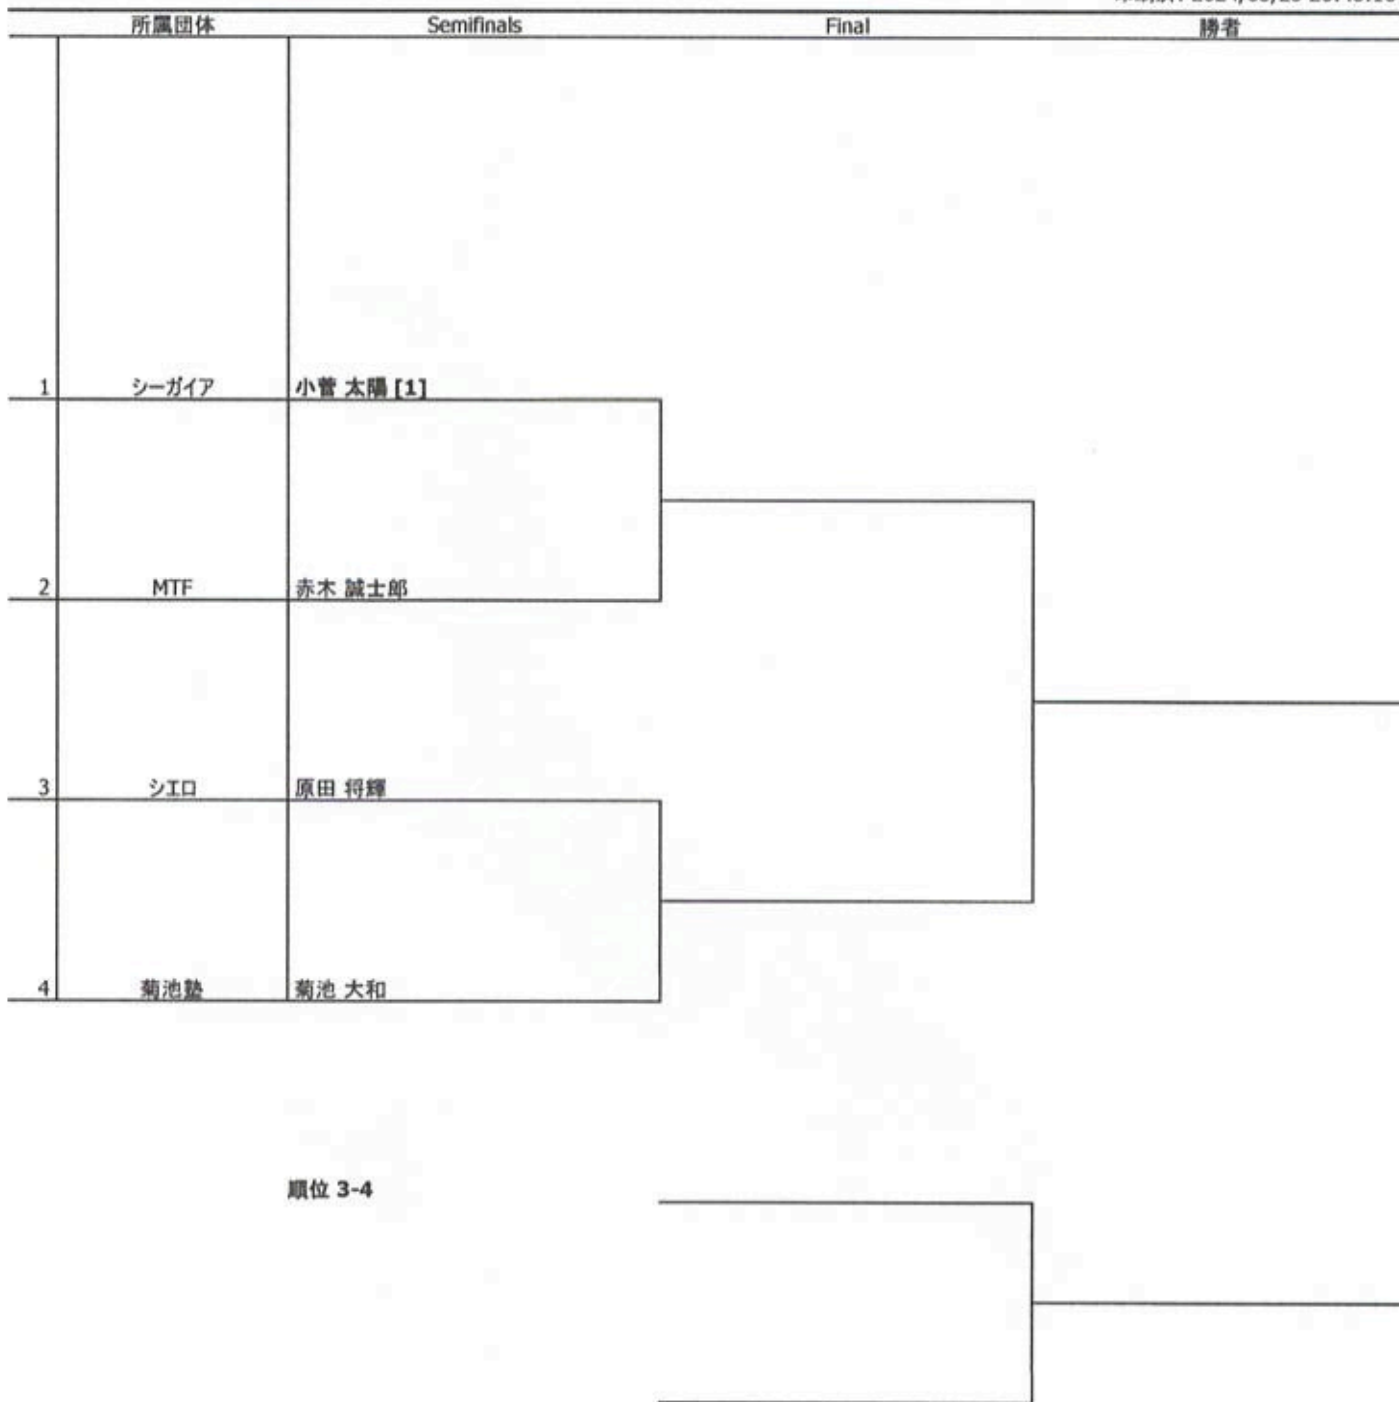 所属団体 Semifinals Final 勝者
1 シーガイア 小菅 太陽 [1]
2 MTF 赤木 誠士郎
3 シエロ 原田 将輝
4 菊池塾 菊池 大和
順位 3-4